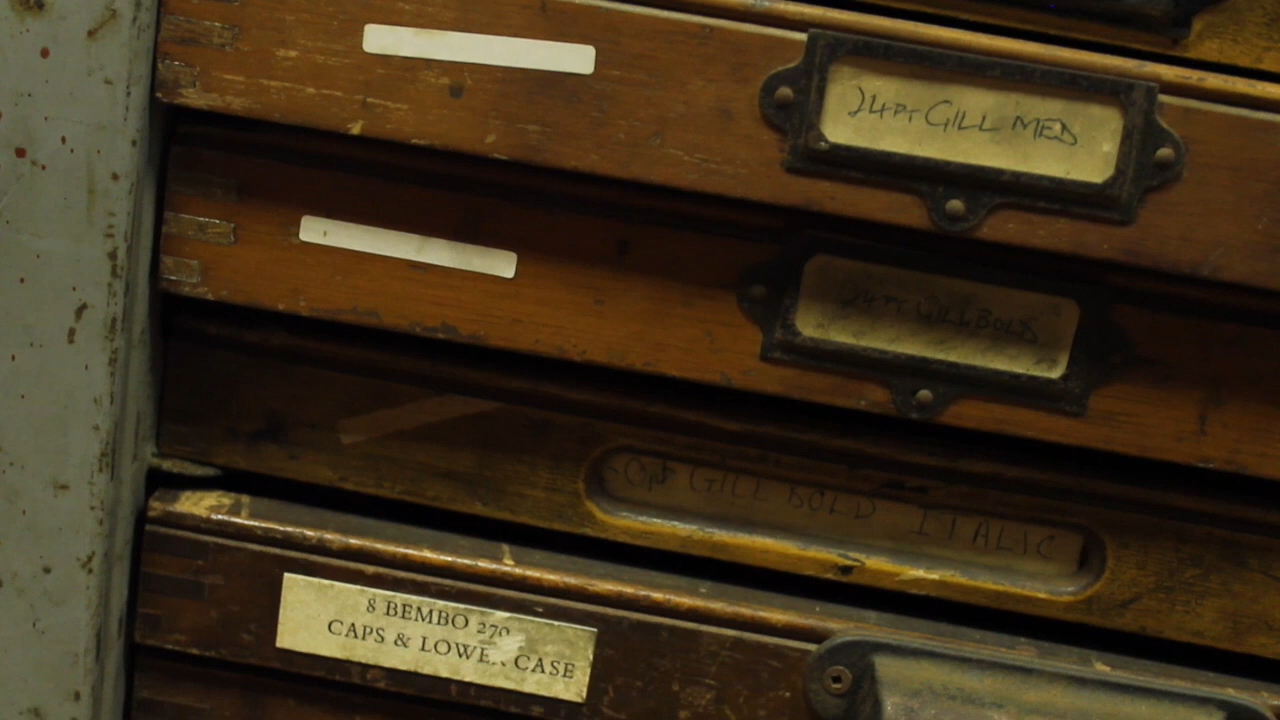 24PT GILL MED
24PT GILL BOLD
GILL BOLD ITALIC
8 BEMBO 270
CAPS & LOWER CASE